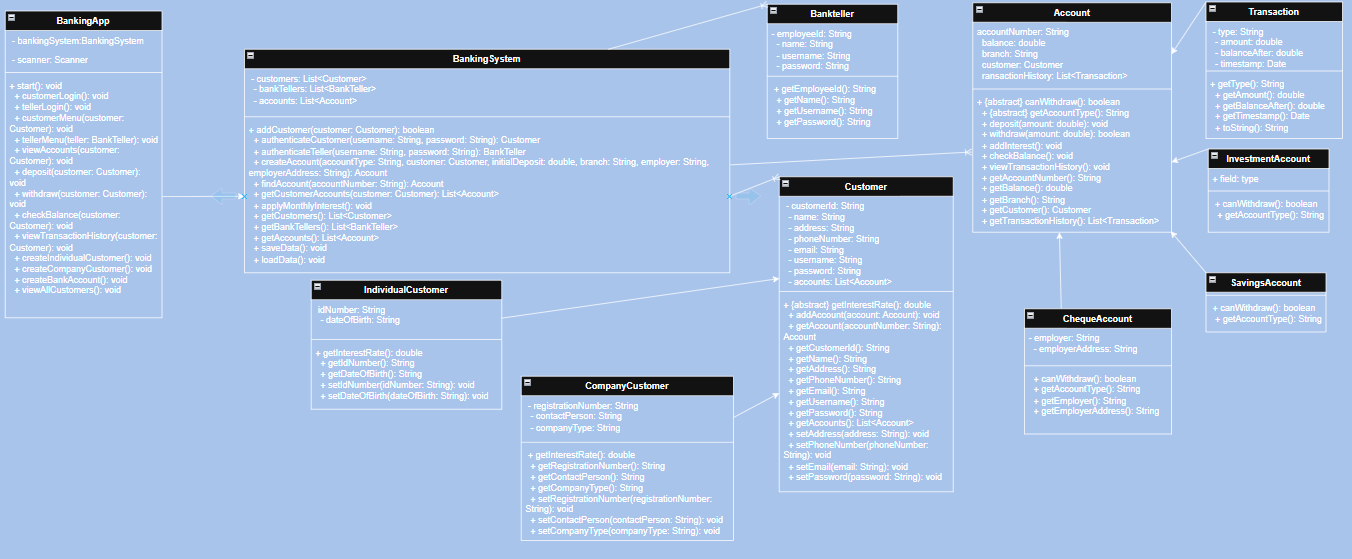 BankingApp
- bankingSystem:BankingSystem
- scanner: Scanner
+ start(): void
+ customerLogin(): void
+ tellerLogin(): void
+ customerMenu(customer:
Customer): void
+ tellerMenu(teller: BankTeller): void
+ viewAccounts(customer:
Customer): void
+ deposit(customer: Customer):
void
+ withdraw(customer: Customer):
void
+ checkBalance(customer:
Customer): void
+ viewTransactionHistory(customer:
Customer): void
+ createIndividualCustomer(): void
+ createCompanyCustomer(): void
+ createBankAccount(): void
+ viewAllCustomers(): void
BankingSystem
- customers: List<Customer>
- bankTellers: List<BankTeller>
- accounts: List<Account>
+ addCustomer(customer: Customer): boolean
+ authenticateCustomer(username: String, password: String): Customer
+ authenticateTeller(username: String, password: String): BankTeller
+ createAccount(accountType: String, customer: Customer, initialDeposit: double, branch: String, employer: String,
employerAddress: String): Account
+ findAccount(accountNumber: String): Account
+ getCustomerAccounts(customer: Customer): List<Account>
+ applyMonthlyInterest(): void
+ getCustomers(): List<Customer>
+ getBankTellers(): List<BankTeller>
+ getAccounts(): List<Account>
+ saveData(): void
+ loadData(): void
IndividualCustomer
idNumber: String
- dateOfBirth: String
+ getInterestRate(): double
+ getIdNumber(): String
+ getDateOfBirth(): String
+ setIdNumber(idNumber: String): void
+ setDateOfBirth(dateOfBirth: String): void
CompanyCustomer
- registrationNumber: String
- contactPerson: String
- companyType: String
+ getInterestRate(): double
+ getRegistrationNumber(): String
+ getContactPerson(): String
+ getCompanyType(): String
+ setRegistrationNumber(registrationNumber:
String): void
+ setContactPerson(contactPerson: String): void
+ setCompanyType(companyType: String): void
Bankteller
- employeeId: String
- name: String
- username: String
- password: String
+ getEmployeeId(): String
+ getName(): String
+ getUsername(): String
+ getPassword(): String
Customer
- customerId: String
- name: String
- address: String
- phoneNumber: String
- email: String
- username: String
- password: String
- accounts: List<Account>
+ {abstract} getInterestRate(): double
+ addAccount(account: Account): void
+ getAccount(accountNumber: String):
Account
+ getCustomerId(): String
+ getName(): String
+ getAddress(): String
+ getPhoneNumber(): String
+ getEmail(): String
+ getUsername(): String
+ getPassword(): String
+ getAccounts(): List<Account>
+ setAddress(address: String): void
+ setPhoneNumber(phoneNumber:
String): void
+ setEmail(email: String): void
+ setPassword(password: String): void
Account
accountNumber: String
balance: double
branch: String
customer: Customer
ransactionHistory: List<Transaction>
+ {abstract} canWithdraw(): boolean
+ {abstract} getAccountType(): String
+ deposit(amount: double): void
+ withdraw(amount: double): boolean
+ addInterest(): void
+ checkBalance(): void
+ viewTransactionHistory(): void
+ getAccountNumber(): String
+ getBalance(): double
+ getBranch(): String
+ getCustomer(): Customer
+ getTransactionHistory(): List<Transaction>
Transaction
- type: String
- amount: double
- balanceAfter: double
- timestamp: Date
+ getType(): String
+ getAmount(): double
+ getBalanceAfter(): double
+ getTimestamp(): Date
+ toString(): String
InvestmentAccount
+ field: type
+ canWithdraw(): boolean
+ getAccountType(): String
SavingsAccount
+ canWithdraw(): boolean
+ getAccountType(): String
ChequeAccount
- employer: String
- employerAddress: String
+ canWithdraw(): boolean
+ getAccountType(): String
+ getEmployer(): String
+ getEmployerAddress(): String